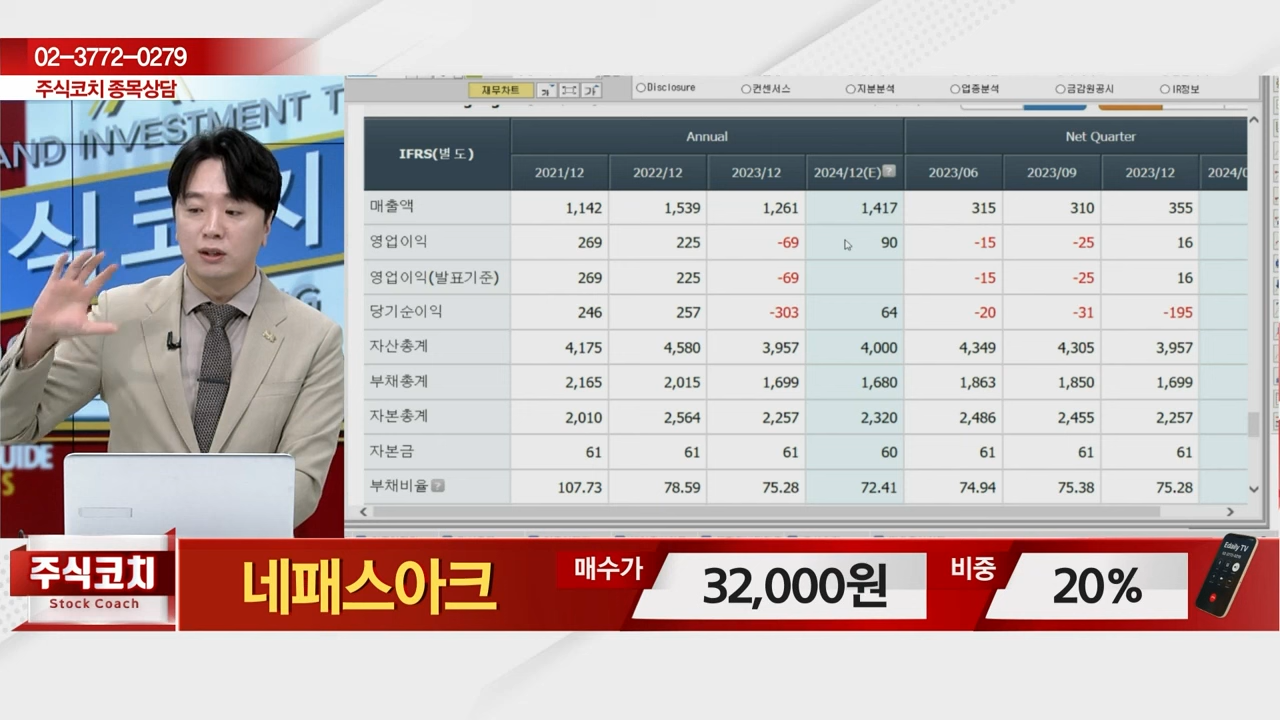 02-3772-0279
주식코치 종목상담
AND INVESTMENT T
식코치
UIDE
S
재무차트
Disclosure 컨센서스 지분분석 업종분석 금감원공시 IR정보
IFRS(별도) Annual Net Quarter
2021/12 2022/12 2023/12 2024/12(E) 2023/06 2023/09 2023/12 2024/0
매출액 1,142 1,539 1,261 1,417 315 310 355
영업이익 269 225 -69 90 -15 -25 16
영업이익(발표기준) 269 225 -69 -15 -25 16
당기순이익 246 257 -303 64 -20 -31 -195
자산총계 4,175 4,580 3,957 4,000 4,349 4,305 3,957
부채총계 2,165 2,015 1,699 1,680 1,863 1,850 1,699
자본총계 2,010 2,564 2,257 2,320 2,486 2,455 2,257
자본금 61 61 61 60 61 61 61
부채비율 107.73 78.59 75.28 72.41 74.94 75.38 75.28
주식코치
Stock Coach
네패스아크
매수가 32,000원
비중 20%
Edaily TV